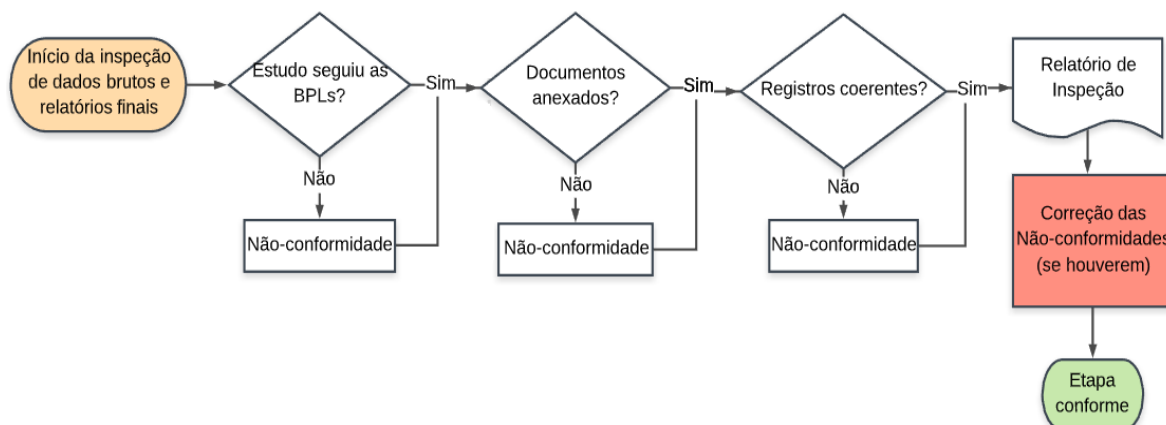 Início da inspeção
de dados brutos e
relatórios finais
Estudo seguiu as
BPLs?
Sim
Não
Não-conformidade
Documentos
anexados?
Sim
Não
Não-conformidade
Registros coerentes?
Sim
Não
Não-conformidade
Relatório de
Inspeção
Correção das
Não-conformidades
(se houverem)
Etapa
conforme